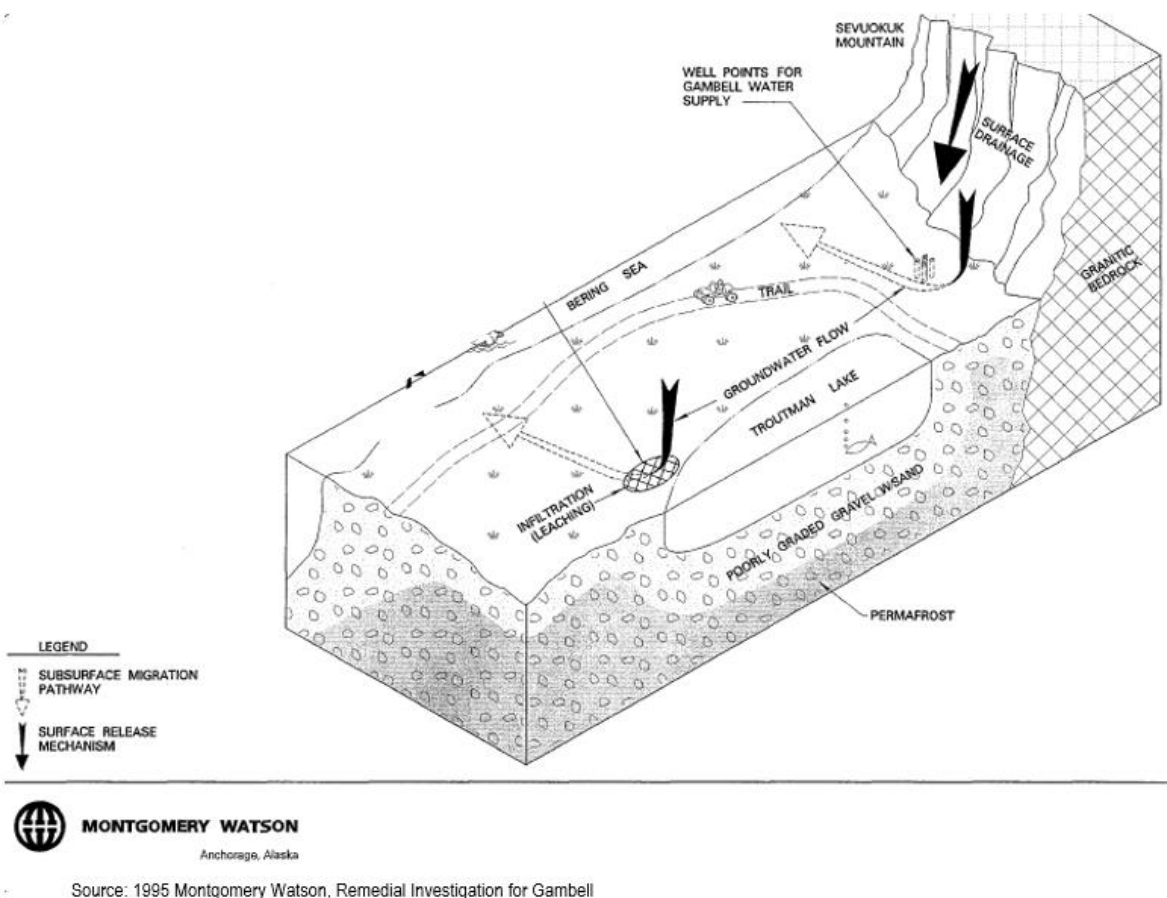 SEVUOKUK
MOUNTAIN
WELL POINTS FOR
GAMBELL WATER
SUPPLY
SURFACE
DRAINAGE
GRANITIC
BEDROCK
BERING SEA
TRAIL
GROUNDWATER FLOW
TROUTMAN LAKE
INFILTRATION
(LEACHING)
POORLY GRADED GRAVEL W/SAND
PERMAFROST
LEGEND
SUBSURFACE MIGRATION
PATHWAY
SURFACE RELEASE
MECHANISM
MONTGOMERY WATSON
Anchorage, Alaska
Source: 1995 Montgomery Watson, Remedial Investigation for Gambell